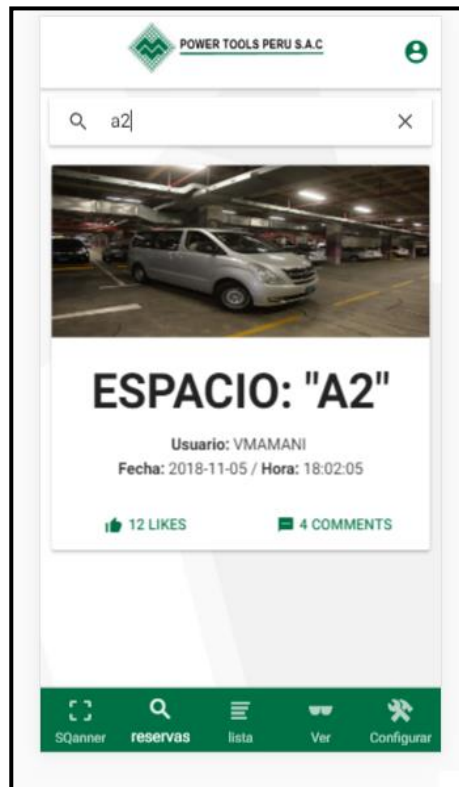 POWER TOOLS PERU S.A.C
a2
ESPACIO: "A2"
Usuario: VMAMANI
Fecha: 2018-11-05 / Hora: 18:02:05
12 LIKES 4 COMMENTS
SQanner reservas lista Ver Configurar